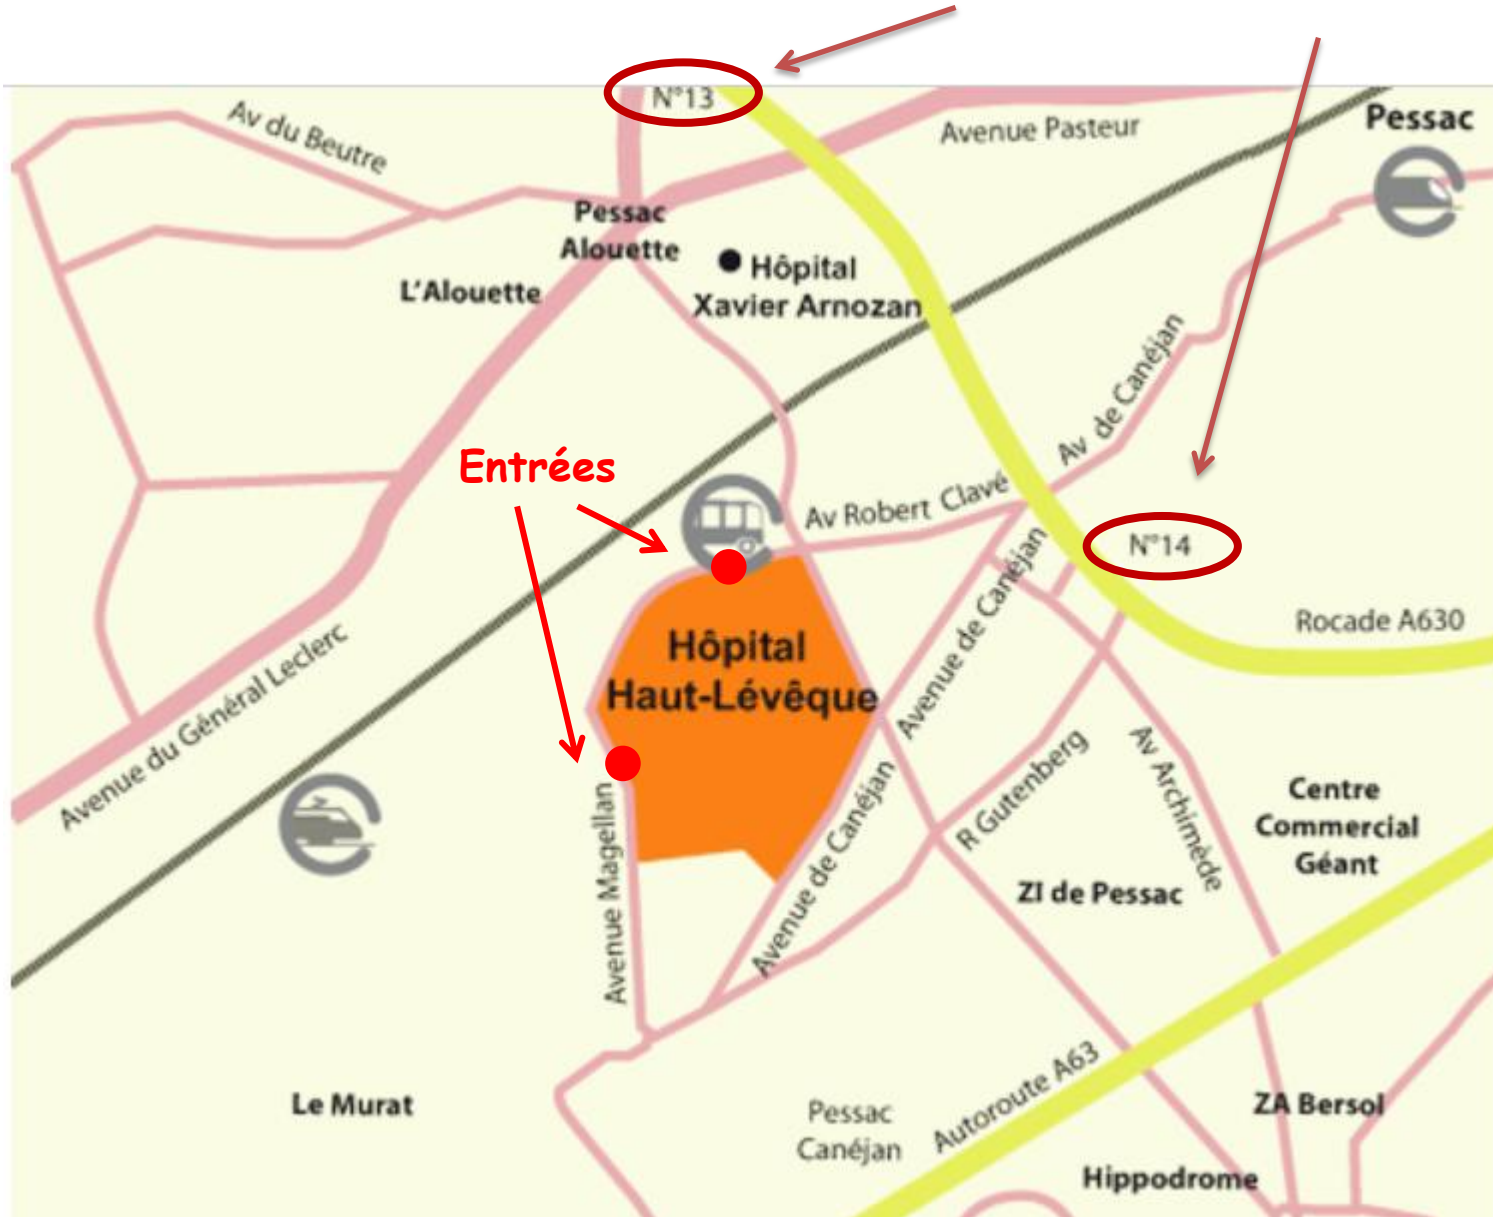 N°13
Av du Beutre
Avenue Pasteur
Pessac
Pessac
Alouette
Hôpital
Xavier Arnozan
L'Alouette
Av de Canéjan
Entrées
Av Robert Clavé
N°14
Avenue de Canéjan
Rocade A630
Hôpital
Haut-Lévêque
Avenue du Général Leclerc
Avenue Magellan
Avenue de Canéjan
R Gutenberg
Av Archimède
Centre
Commercial
Géant
ZI de Pessac
Le Murat
Pessac
Canéjan
Autoroute A63
ZA Bersol
Hippodrome